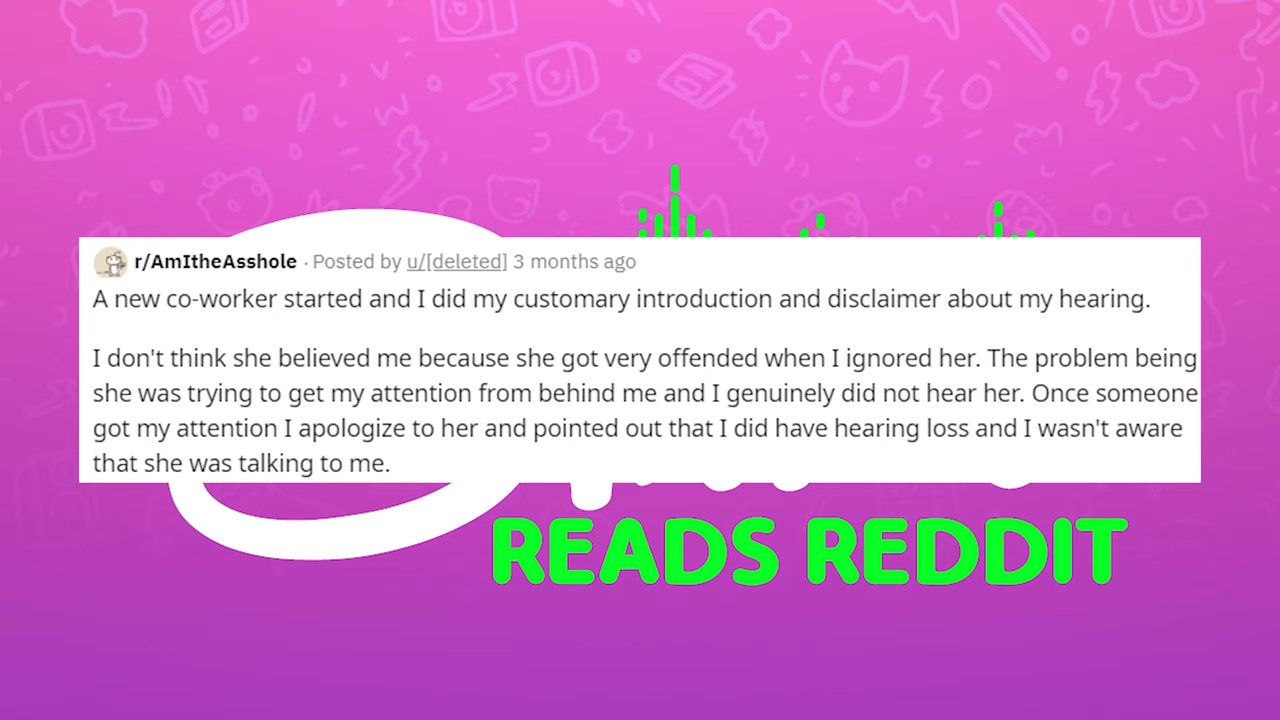 r/AmItheAsshole · Posted by u/[deleted] 3 months ago
A new co-worker started and I did my customary introduction and disclaimer about my hearing.
I don't think she believed me because she got very offended when I ignored her. The problem being
she was trying to get my attention from behind me and I genuinely did not hear her. Once someone
got my attention I apologize to her and pointed out that I did have hearing loss and I wasn't aware
that she was talking to me.
READS REDDIT